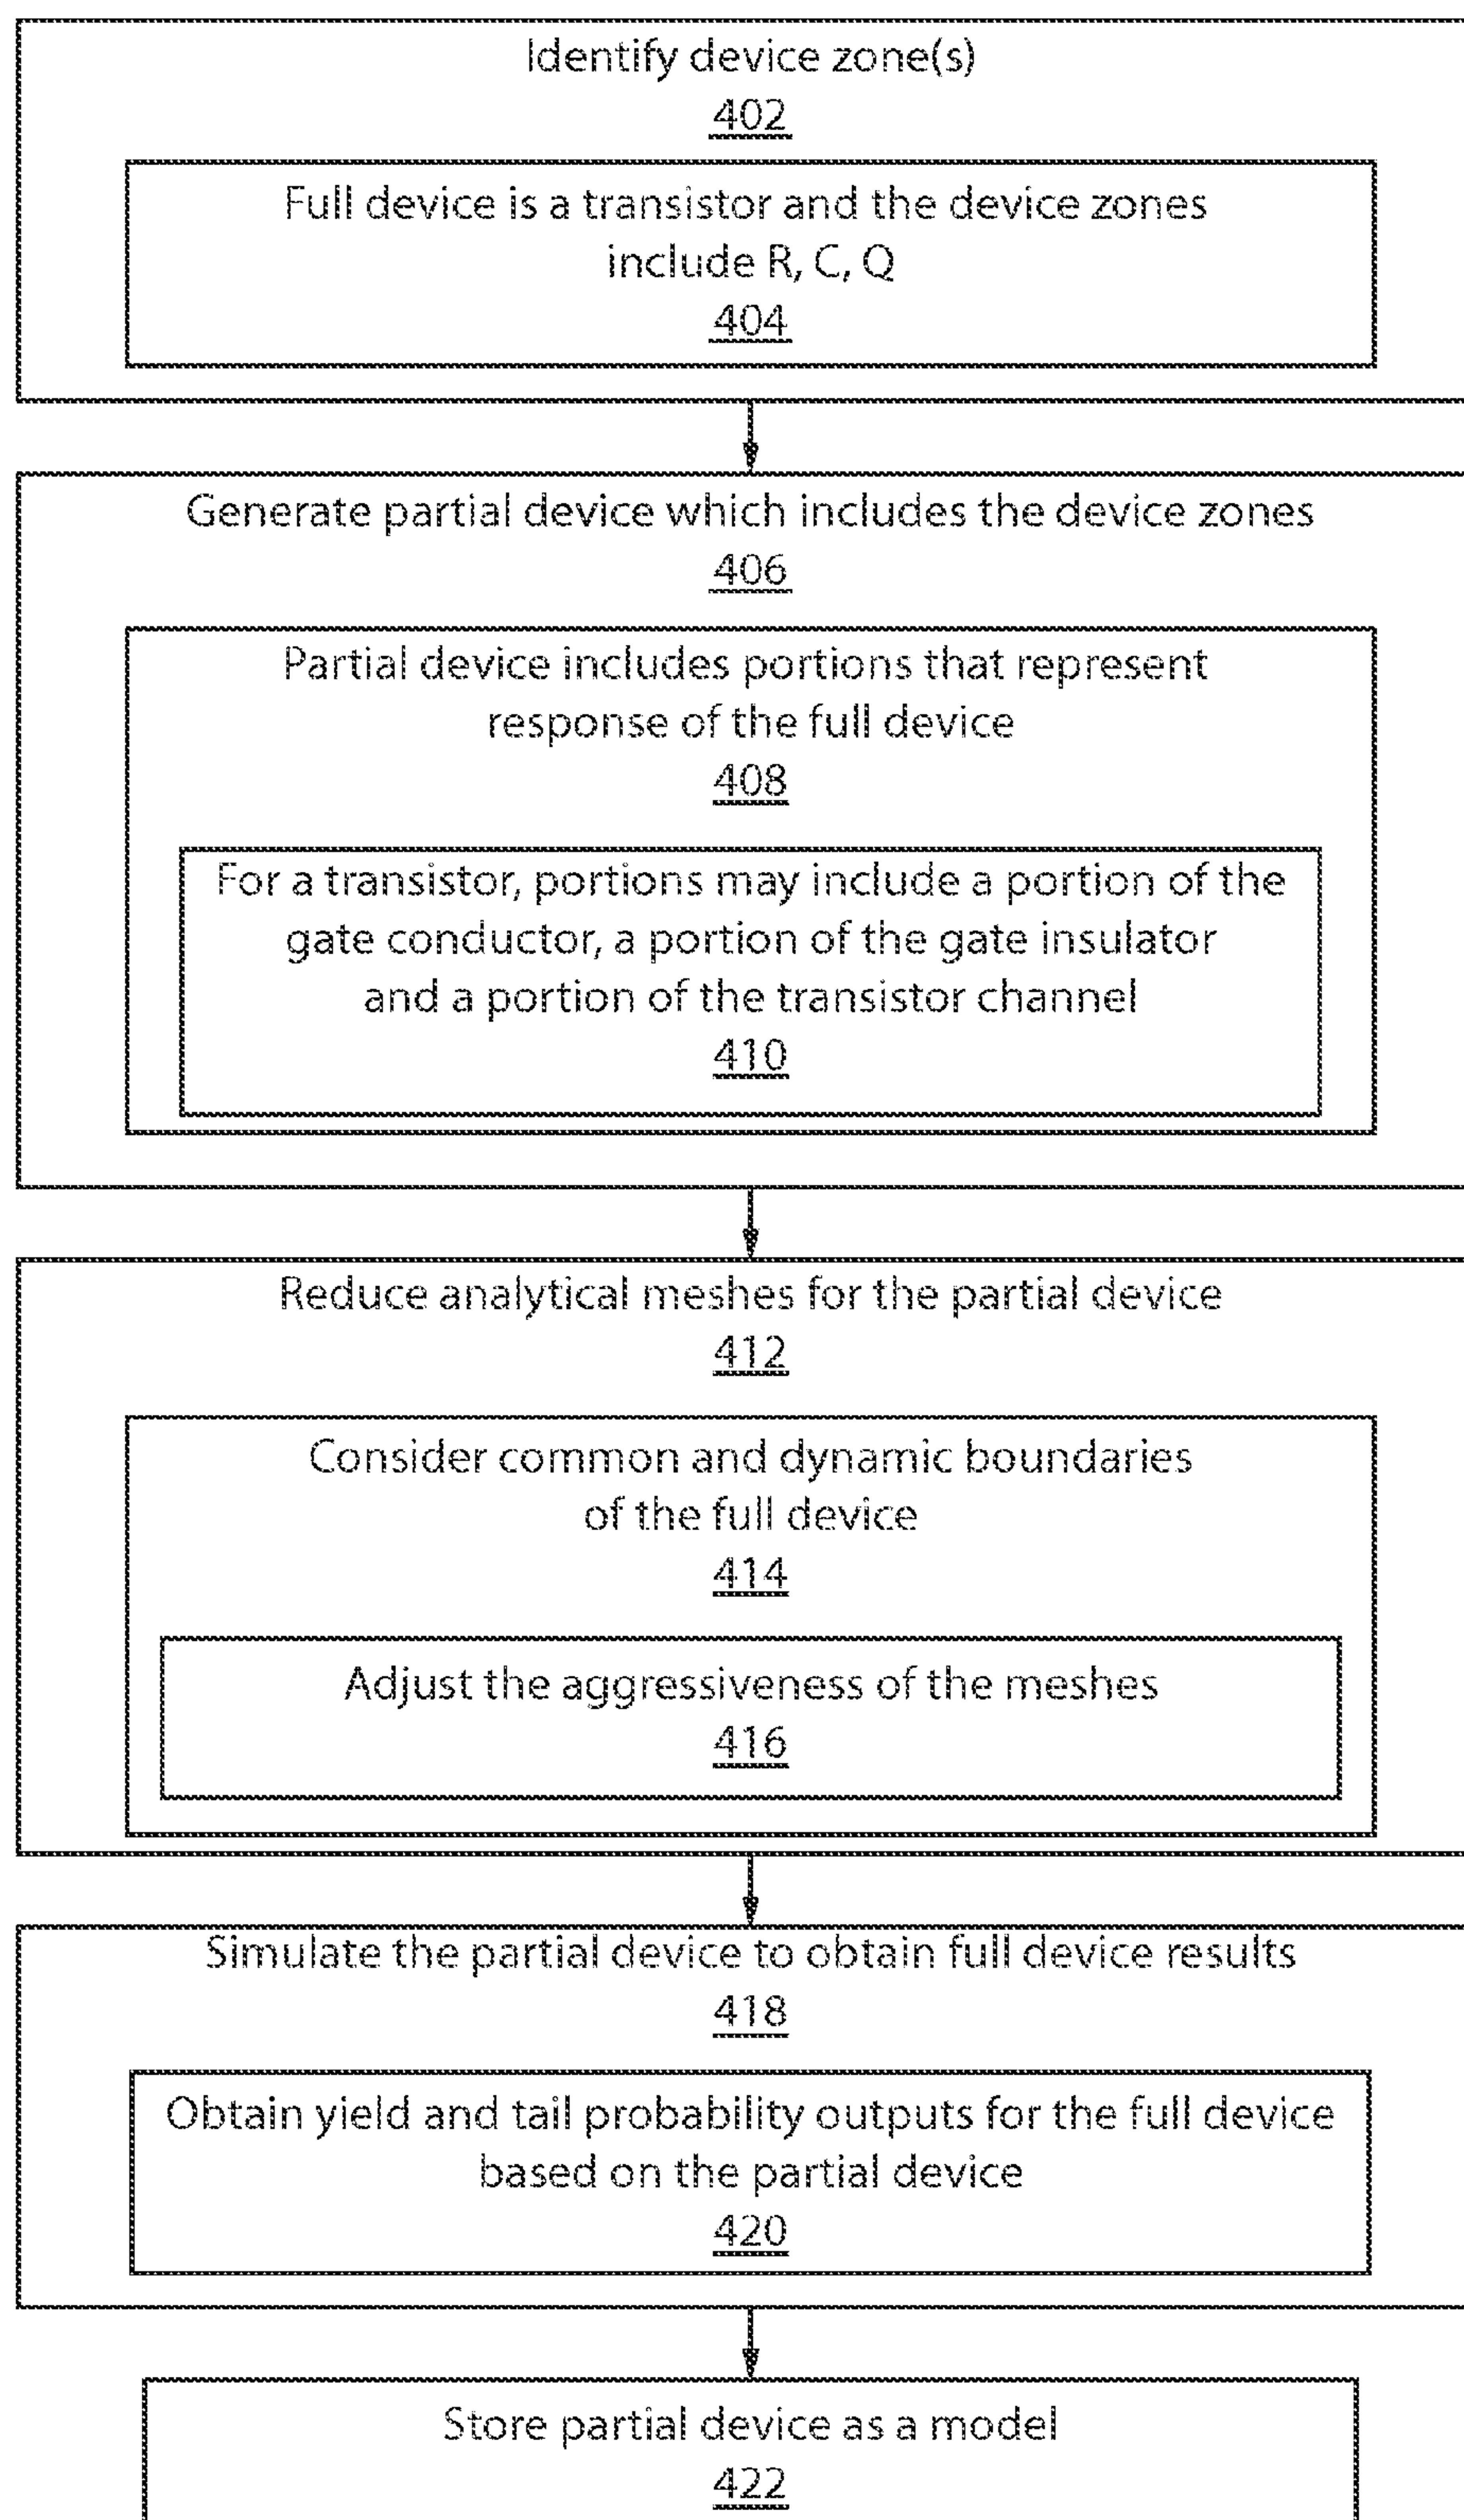 Identify device zone(s)
402
Full device is a transistor and the device zones
include R, C, Q
404
Generate partial device which includes the device zones
406
Partial device includes portions that represent
response of the full device
408
For a transistor, portions may include a portion of the
gate conductor, a portion of the gate insulator
and a portion of the transistor channel
410
Reduce analytical meshes for the partial device
412
Consider common and dynamic boundaries
of the full device
414
Adjust the aggressiveness of the meshes
416
Simulate the partial device to obtain full device results
418
Obtain yield and tail probability outputs for the full device
based on the partial device
420
Store partial device as a model
422